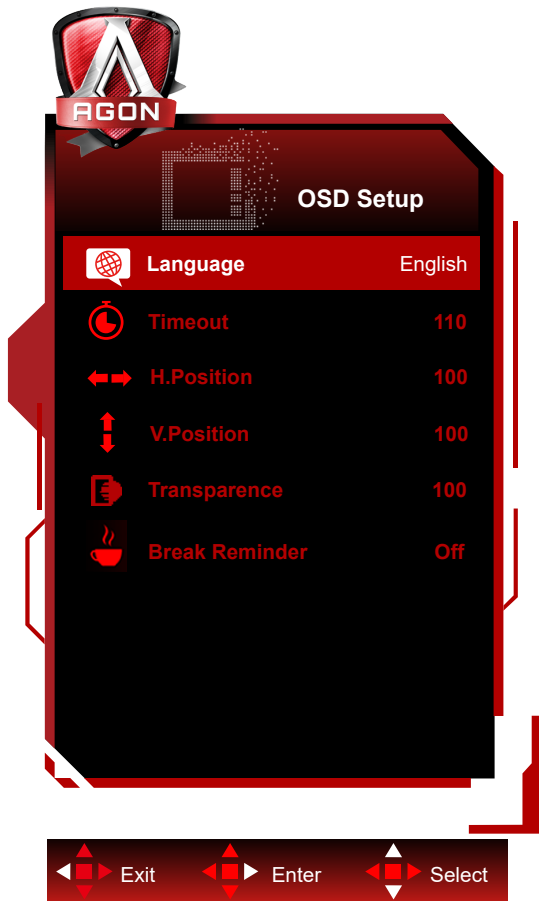 AGON
OSD Setup
Language English
Timeout 110
H.Position 100
V.Position 100
Transparence 100
Break Reminder Off
Exit Enter Select